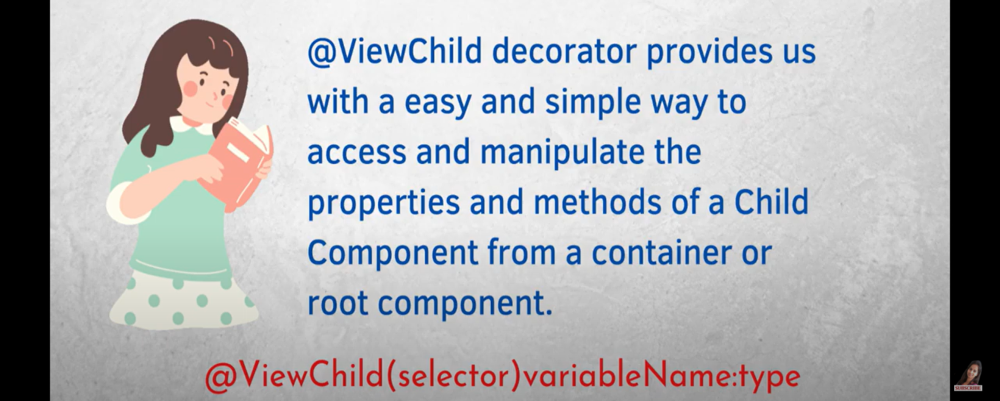 @ViewChild decorator provides us
with a easy and simple way to
access and manipulate the
properties and methods of a Child
Component from a container or
root component.
@ViewChild(selector)variableName:type
SUBSCRIBE